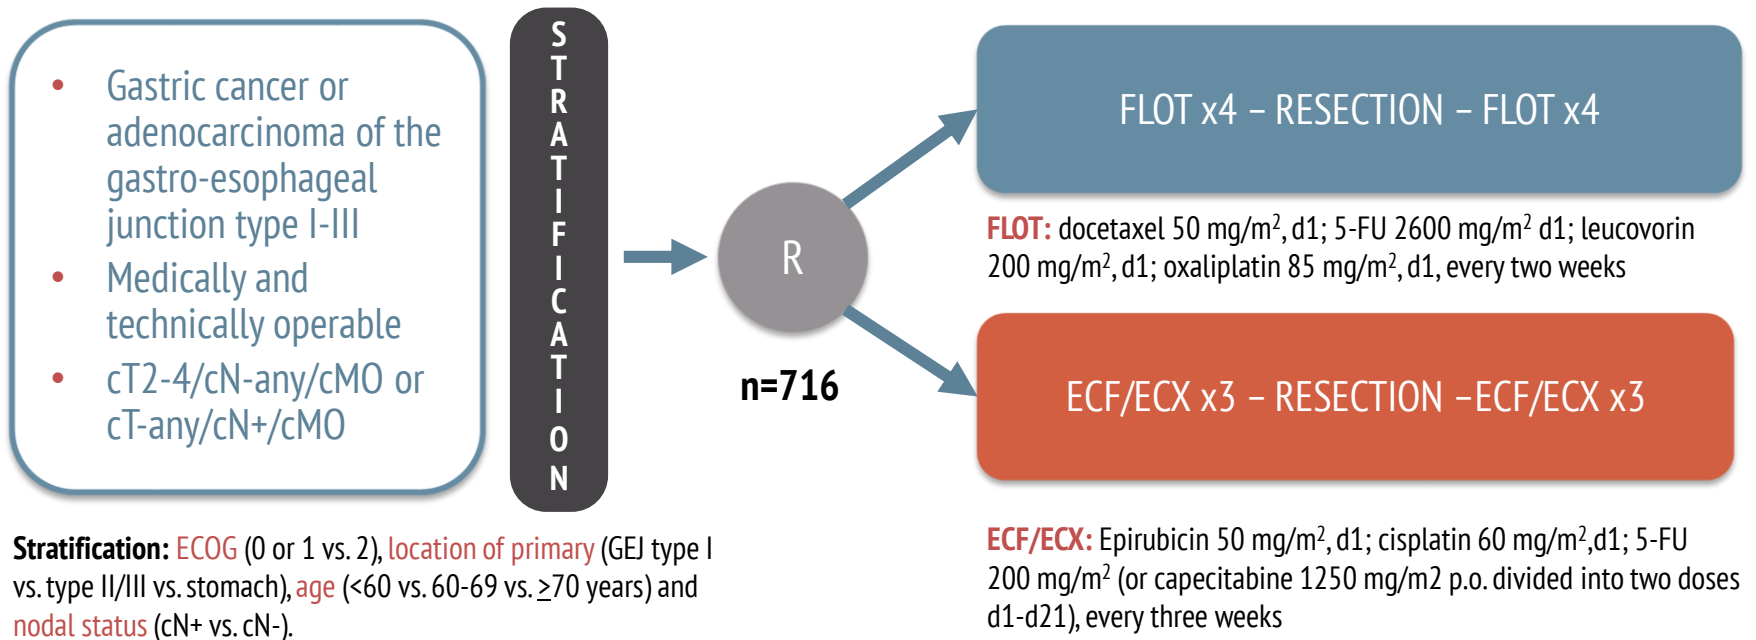 • Gastric cancer or
adenocarcinoma of the
gastro-esophageal
junction type I-III
• Medically and
technically operable
• cT2-4/cN-any/cMO or
cT-any/cN+/cMO
STRATIFICATION
R
n=716
FLOT x4 – RESECTION – FLOT x4
FLOT: docetaxel 50 mg/m², d1; 5-FU 2600 mg/m² d1; leucovorin
200 mg/m², d1; oxaliplatin 85 mg/m², d1, every two weeks
ECF/ECX x3 – RESECTION –ECF/ECX x3
ECF/ECX: Epirubicin 50 mg/m², d1; cisplatin 60 mg/m²,d1; 5-FU
200 mg/m² (or capecitabine 1250 mg/m2 p.o. divided into two doses
d1-d21), every three weeks
Stratification: ECOG (0 or 1 vs. 2), location of primary (GEJ type I
vs. type II/III vs. stomach), age (<60 vs. 60-69 vs. ≥70 years) and
nodal status (cN+ vs. cN-).